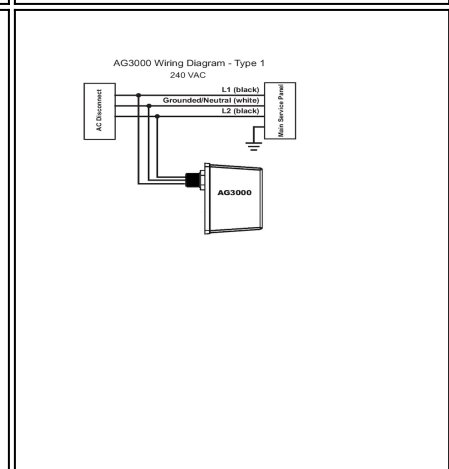 AG3000 Wiring Diagram - Type 1
240 VAC
L1 (black)
Grounded/Neutral (white)
L2 (black)
AC Disconnect
Main Service Panel
AG3000